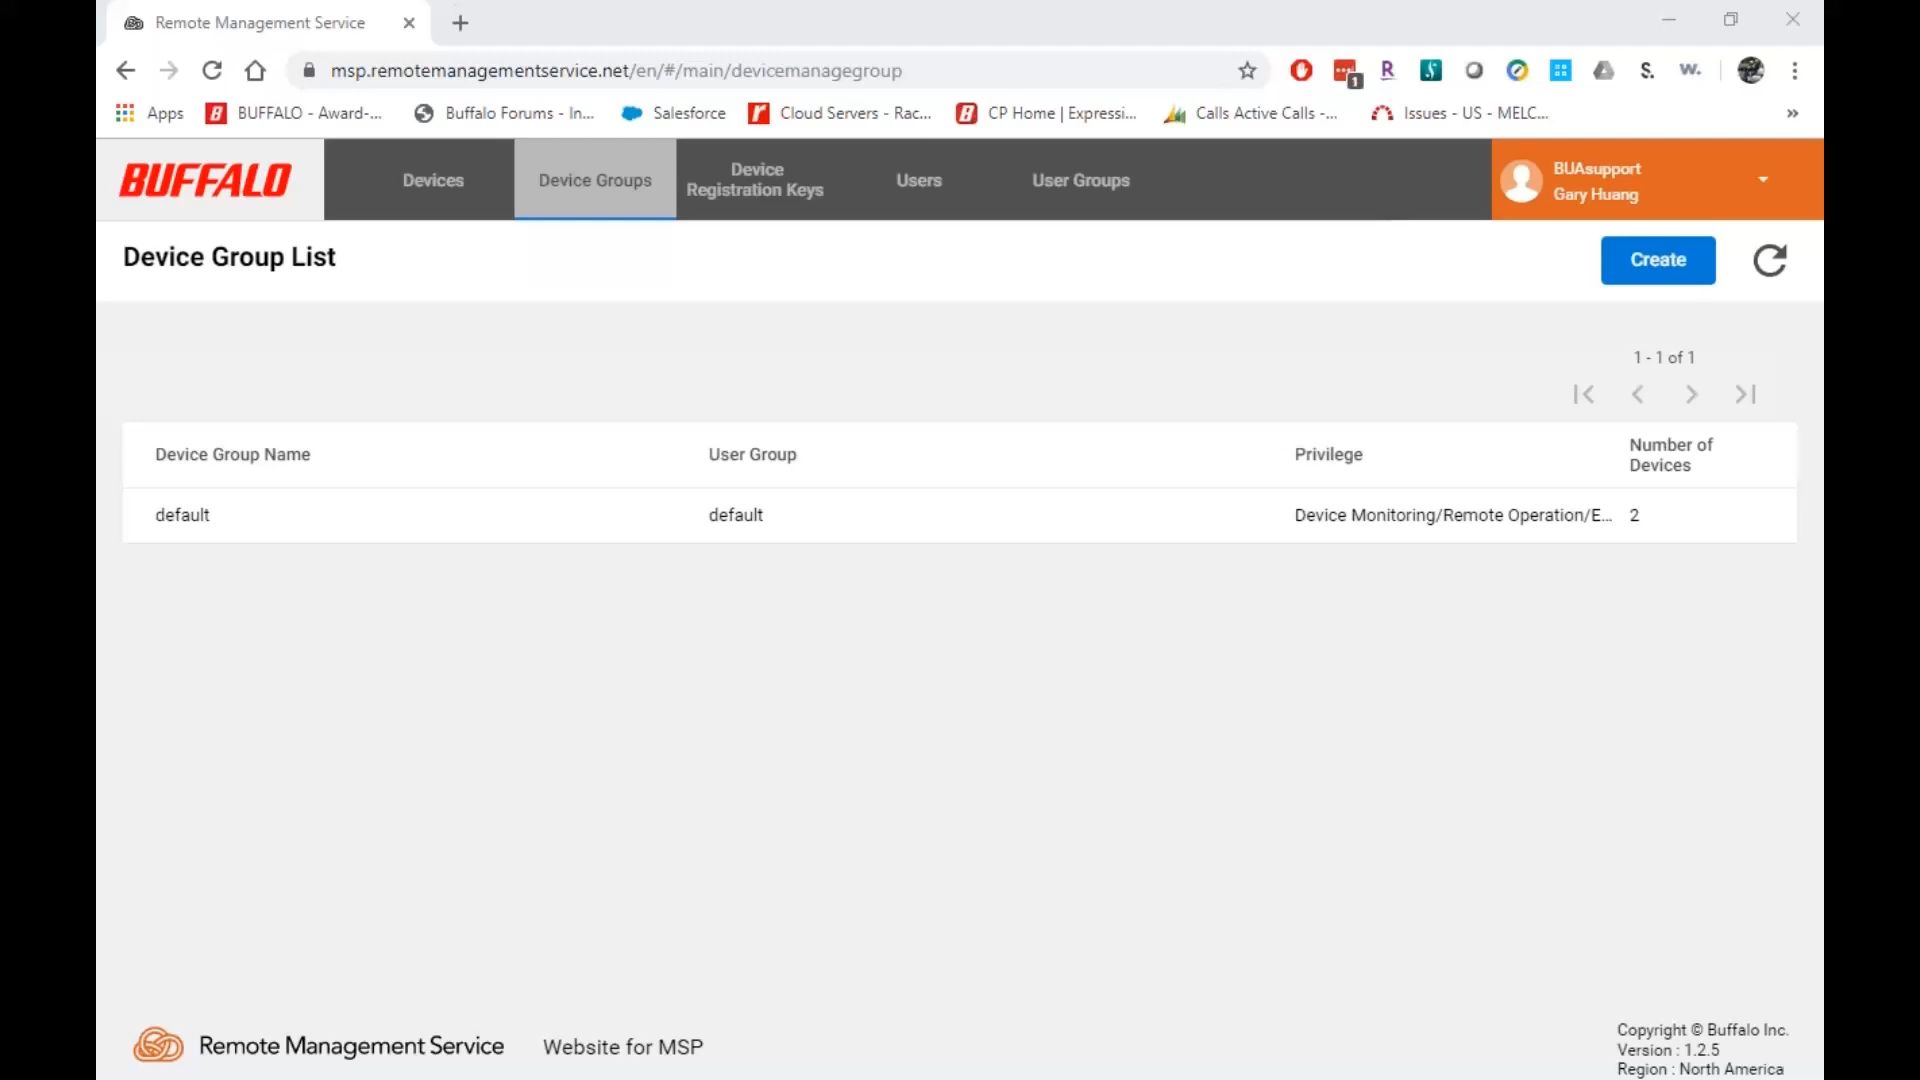 Remote Management Service
msp.remotemanagementservice.net/en/#/main/devicemanagegroup
1
R
S.
w.
Apps
BUFFALO - Award-...
Buffalo Forums - In...
Salesforce
Cloud Servers - Rac...
CP Home | Expressi...
Calls Active Calls -...
Issues - US - MELC...
»
BUFFALO
Devices
Device Groups
Device
Registration Keys
Users
User Groups
BUAsupport
Gary Huang
Device Group List
Create
1 - 1 of 1
Device Group Name
User Group
Privilege
Number of
Devices
default
default
Device Monitoring/Remote Operation/E...
2
Remote Management Service
Website for MSP
Copyright © Buffalo Inc.
Version : 1.2.5
Region : North America